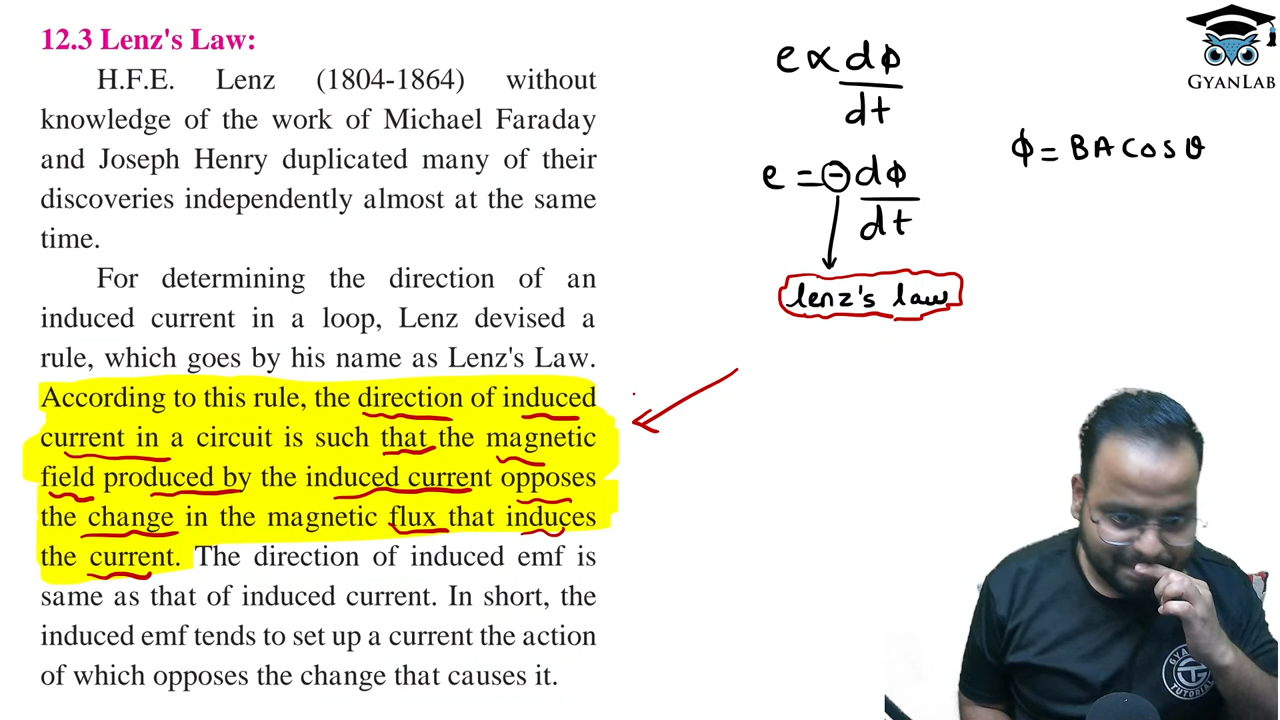 12.3 Lenz's Law:
H.F.E. Lenz (1804-1864) without
knowledge of the work of Michael Faraday
and Joseph Henry duplicated many of their
discoveries independently almost at the same
time.
For determining the direction of an
induced current in a loop, Lenz devised a
rule, which goes by his name as Lenz's Law.
According to this rule, the direction of induced
current in a circuit is such that the magnetic
field produced by the induced current opposes
the change in the magnetic flux that induces
the current. The direction of induced emf is
same as that of induced current. In short, the
induced emf tends to set up a current the action
of which opposes the change that causes it.
e ∝ dϕ
dt
e = - dϕ
dt
lenz's law
ϕ = BA cos θ
GYANLAB
TUTORIAL